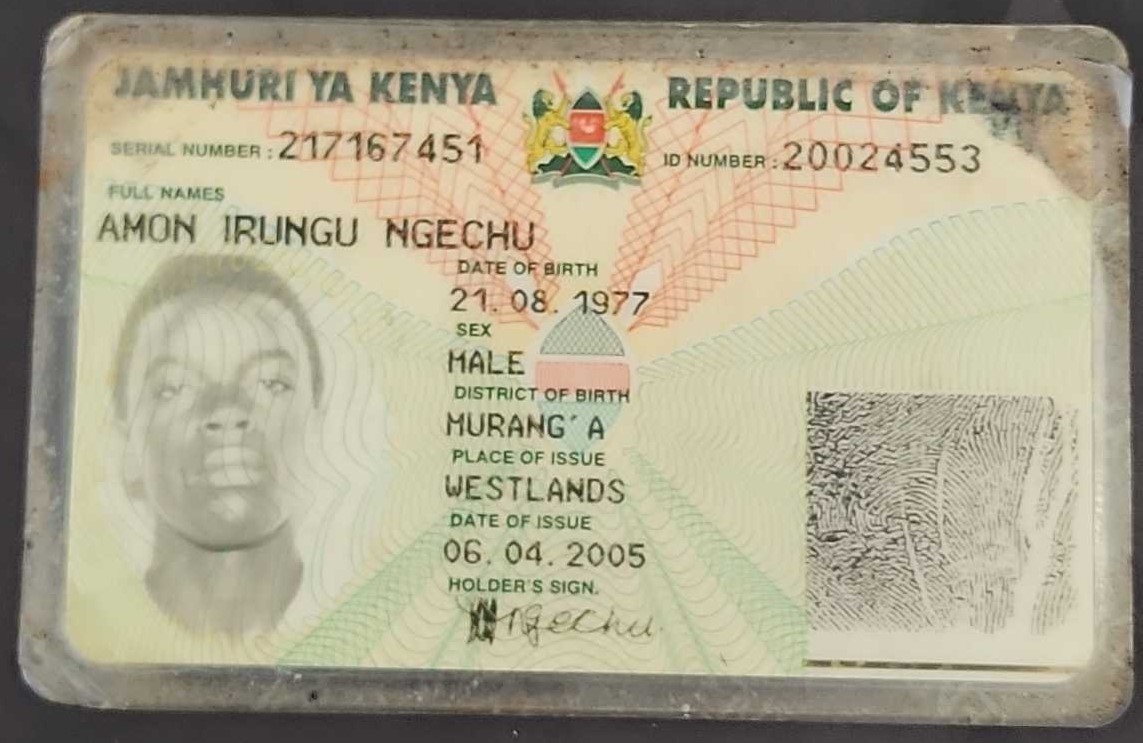 JAMHURI YA KENYA REPUBLIC OF KENYA
SERIAL NUMBER : 217167451 ID NUMBER : 20024553
FULL NAMES
AMON IRUNGU NGECHU
DATE OF BIRTH
21. 08. 1977
SEX
MALE
DISTRICT OF BIRTH
MURANG'A
PLACE OF ISSUE
WESTLANDS
DATE OF ISSUE
06. 04. 2005
HOLDER'S SIGN.
Ngechu